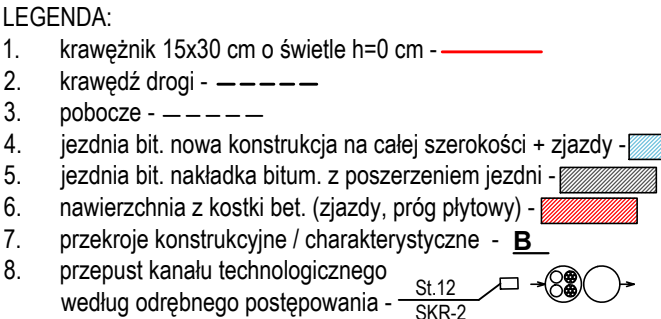 LEGENDA:
1. krawężnik 15x30 cm o świetle h=0 cm -
2. krawędź drogi -
3. pobocze -
4. jezdnia bit. nowa konstrukcja na całej szerokości + zjazdy -
5. jezdnia bit. nakładka bitum. z poszerzeniem jezdni -
6. nawierzchnia z kostki bet. (zjazdy, próg płytowy) -
7. przekroje konstrukcyjne / charakterystyczne - B
8. przepust kanału technologicznego
według odrębnego postępowania - St.12
SKR-2